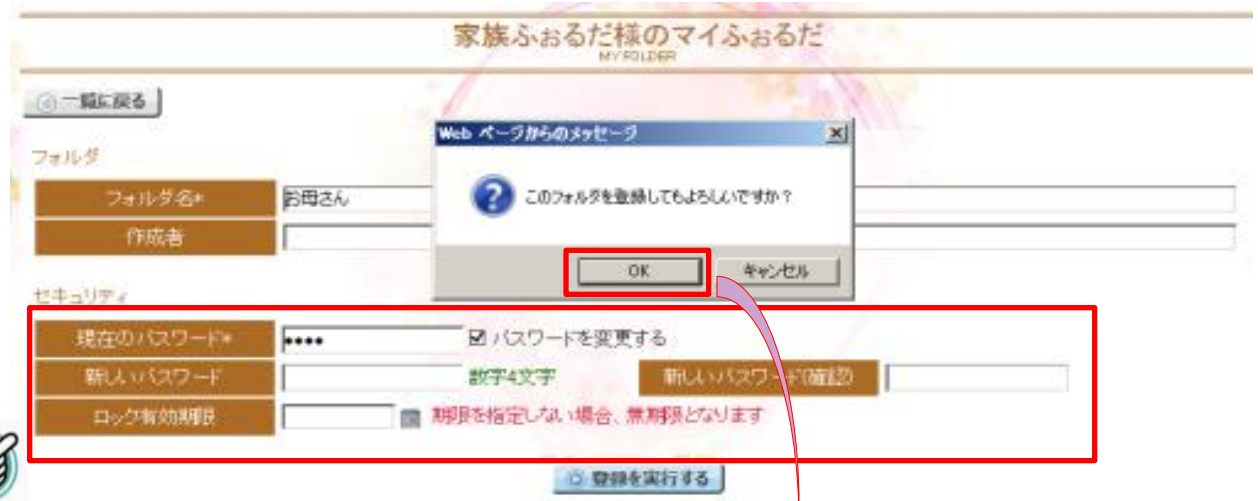 家族ふぉるだ様のマイふぉるだ
MY FOLDER
一覧に戻る
Web ページからのメッセージ
フォルダ
フォルダ名* お母さん
このフォルダを登録してもよろしいですか?
作成者
OK キャンセル
セキュリティ
現在のパスワード* •••• パスワードを変更する
新しいパスワード 数字4文字 新しいパスワード(確認)
ロック有効期限 期限を指定しない場合、無期限となります
登録を実行する